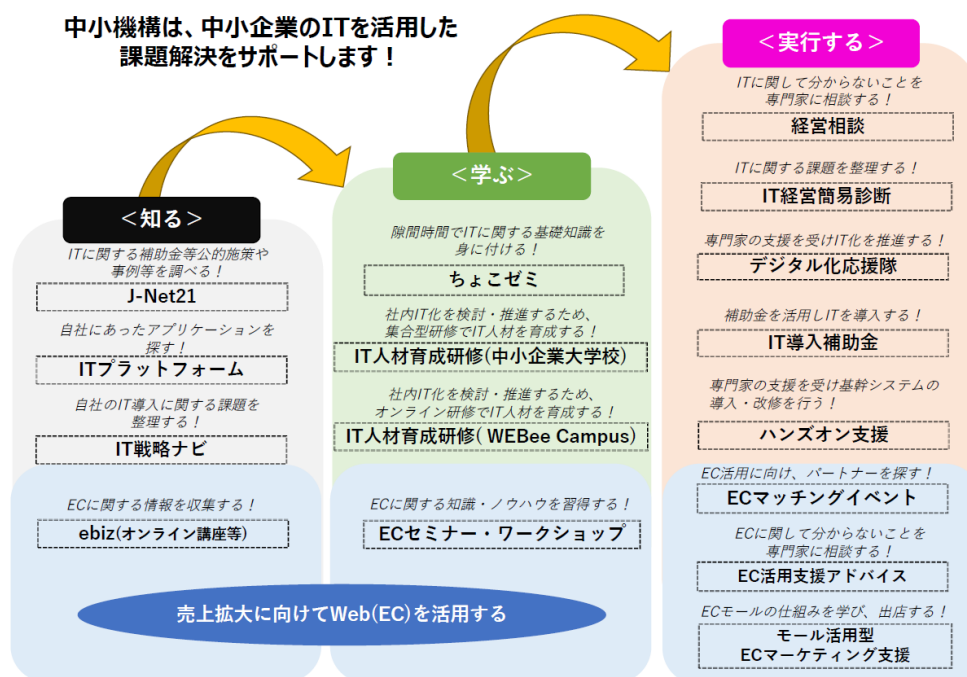 中小機構は、中小企業のITを活用した
課題解決をサポートします！
＜知る＞
ITに関する補助金等公的施策や
事例等を調べる！
J-Net21
自社にあったアプリケーションを
探す！
ITプラットフォーム
自社のIT導入に関する課題を
整理する！
IT戦略ナビ
ECに関する情報を収集する！
ebiz(オンライン講座等)
＜学ぶ＞
隙間時間でITに関する基礎知識を
身に付ける！
ちょこゼミ
社内IT化を検討・推進するため、
集合型研修でIT人材を育成する！
IT人材育成研修(中小企業大学校)
社内IT化を検討・推進するため、
オンライン研修でIT人材を育成する！
IT人材育成研修( WEBee Campus)
ECに関する知識・ノウハウを習得する！
ECセミナー・ワークショップ
＜実行する＞
ITに関して分からないことを
専門家に相談する！
経営相談
ITに関する課題を整理する！
IT経営簡易診断
専門家の支援を受けIT化を推進する！
デジタル化応援隊
補助金を活用しITを導入する！
IT導入補助金
専門家の支援を受け基幹システムの
導入・改修を行う！
ハンズオン支援
EC活用に向け、パートナーを探す！
ECマッチングイベント
ECに関して分からないことを
専門家に相談する！
EC活用支援アドバイス
ECモールの仕組みを学び、出店する！
モール活用型
ECマーケティング支援
売上拡大に向けてWeb(EC)を活用する